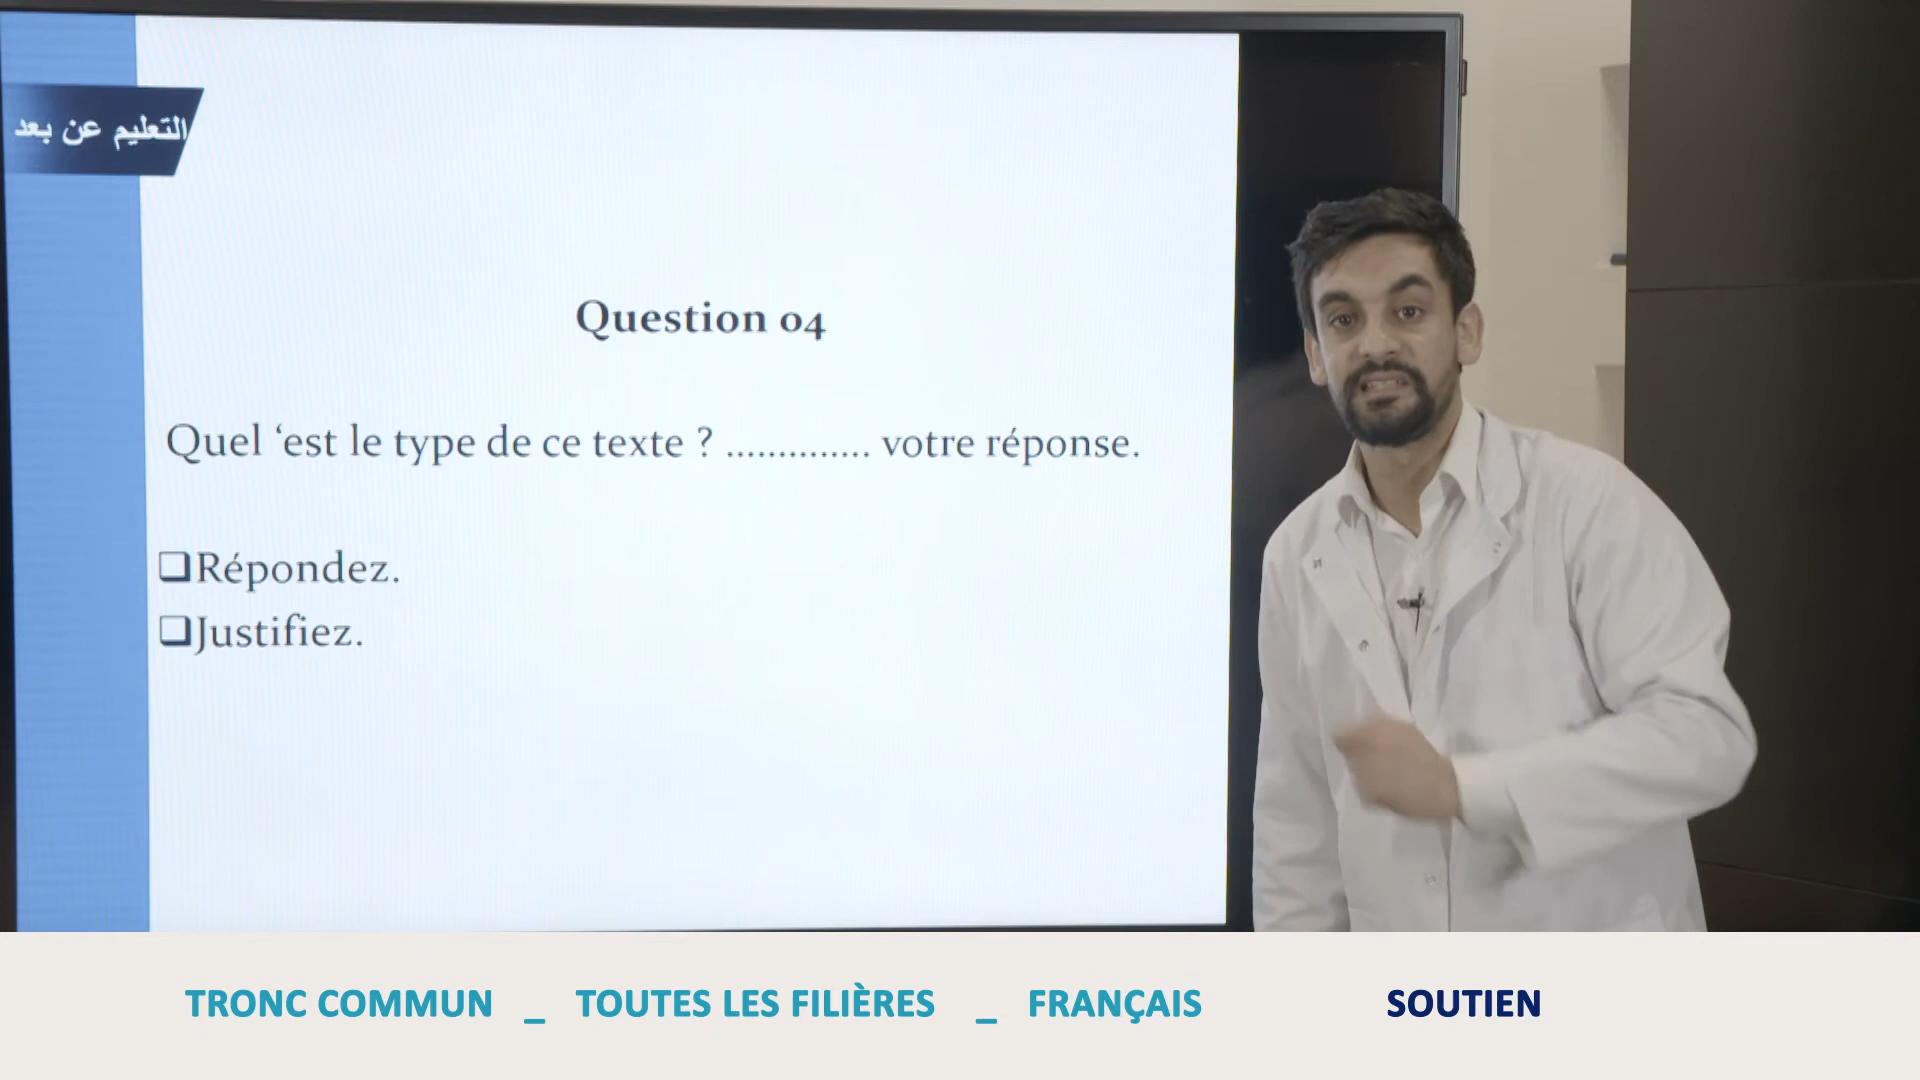 التعليم عن بعد
Question 04
Quel ‘est le type de ce texte ? .............. votre réponse.
❑Répondez.
❑Justifiez.
TRONC COMMUN _ TOUTES LES FILIÈRES _ FRANÇAIS SOUTIEN